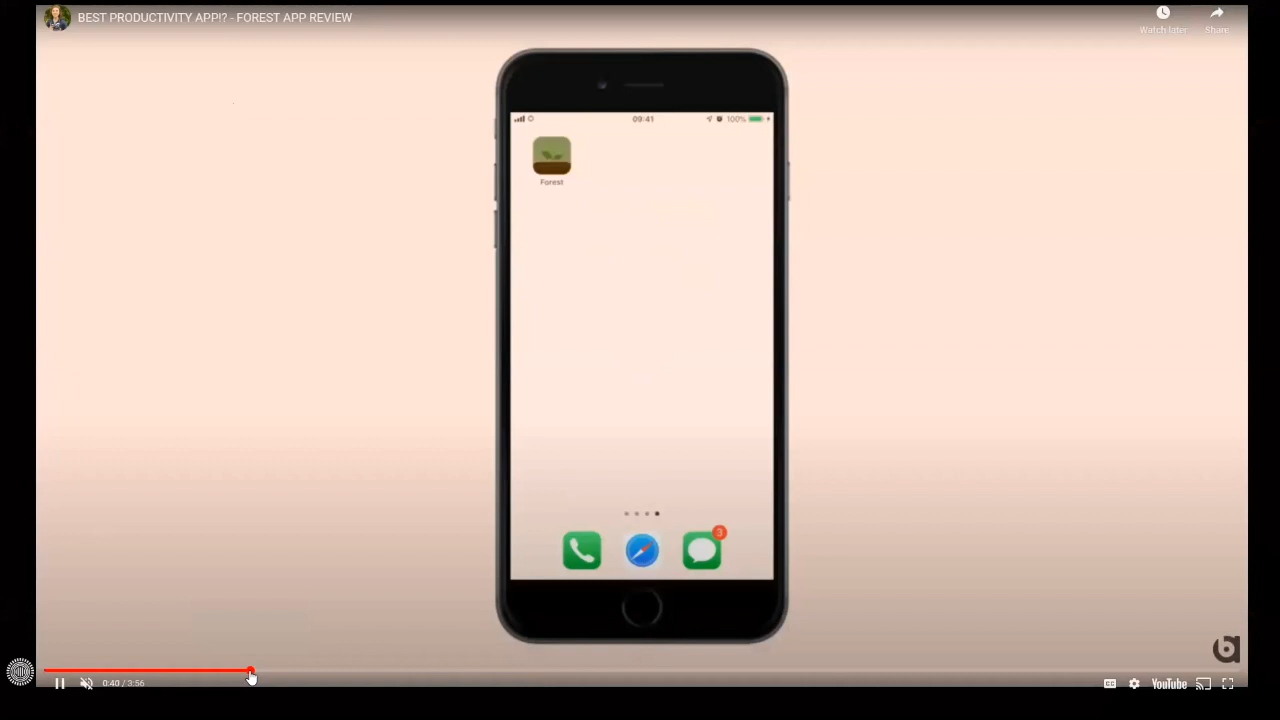 BEST PRODUCTIVITY APP!? - FOREST APP REVIEW
Watch later
Share
09:41
100%
Forest
3
0:40 / 3:56
CC
YouTube